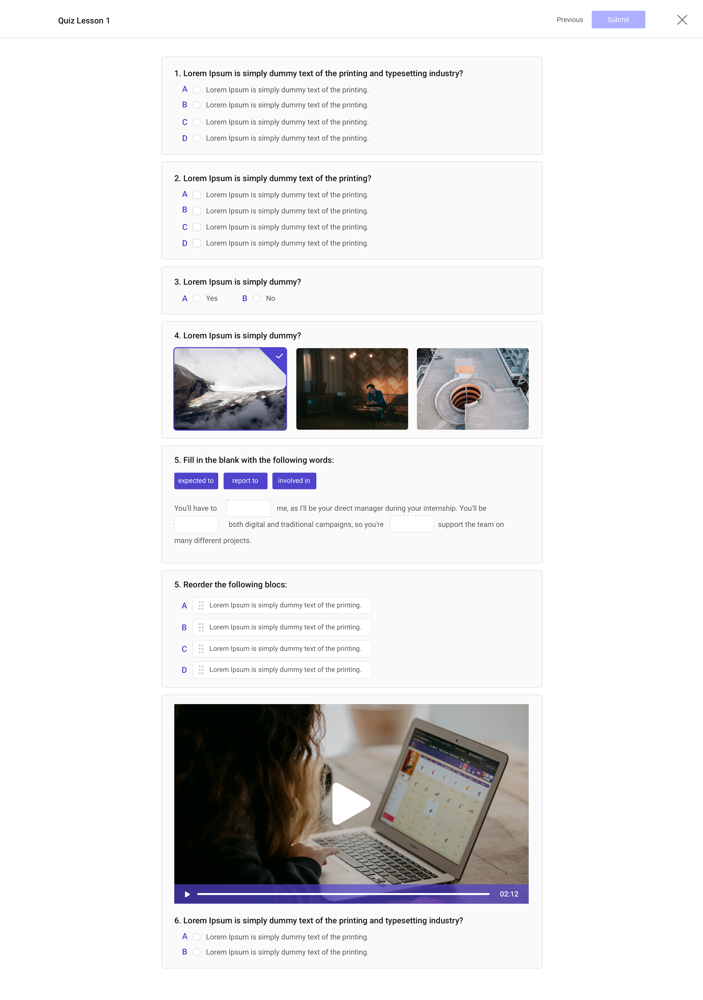 Quiz Lesson 1
Previous
Submit
1. Lorem Ipsum is simply dummy text of the printing and typesetting industry?
A Lorem Ipsum is simply dummy text of the printing.
B Lorem Ipsum is simply dummy text of the printing.
C Lorem Ipsum is simply dummy text of the printing.
D Lorem Ipsum is simply dummy text of the printing.
2. Lorem Ipsum is simply dummy text of the printing?
A Lorem Ipsum is simply dummy text of the printing.
B Lorem Ipsum is simply dummy text of the printing.
C Lorem Ipsum is simply dummy text of the printing.
D Lorem Ipsum is simply dummy text of the printing.
3. Lorem Ipsum is simply dummy?
A Yes B No
4. Lorem Ipsum is simply dummy?
5. Fill in the blank with the following words:
expected to report to involved in
You'll have to me, as I'll be your direct manager during your internship. You'll be
both digital and traditional campaigns, so you're support the team on
many different projects.
5. Reorder the following blocs:
A Lorem Ipsum is simply dummy text of the printing.
B Lorem Ipsum is simply dummy text of the printing.
C Lorem Ipsum is simply dummy text of the printing.
D Lorem Ipsum is simply dummy text of the printing.
02:12
6. Lorem Ipsum is simply dummy text of the printing and typesetting industry?
A Lorem Ipsum is simply dummy text of the printing.
B Lorem Ipsum is simply dummy text of the printing.